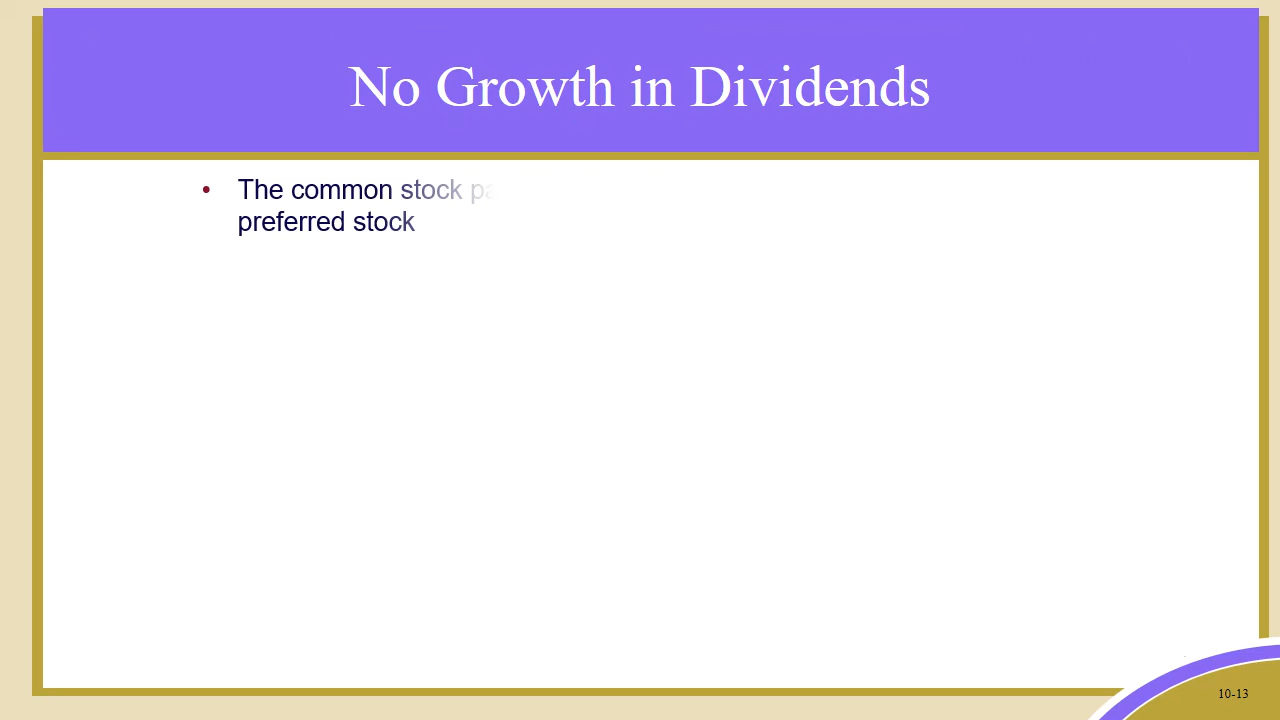 No Growth in Dividends
• The common stock
preferred stock
10-13